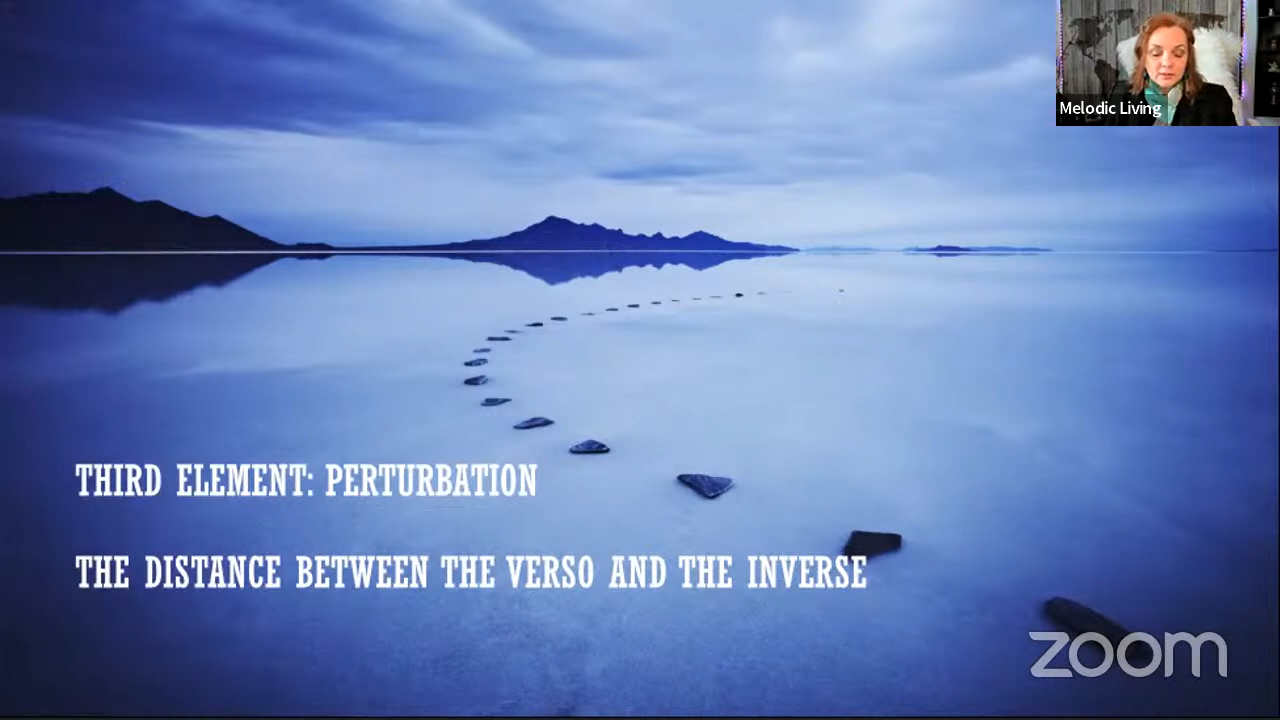 Melodic Living
THIRD ELEMENT: PERTURBATION
THE DISTANCE BETWEEN THE VERSO AND THE INVERSE
zoom